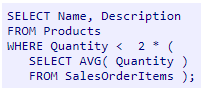 SELECT Name, Description
FROM Products
WHERE Quantity < 2 * (
SELECT AVG( Quantity )
FROM SalesOrderItems );